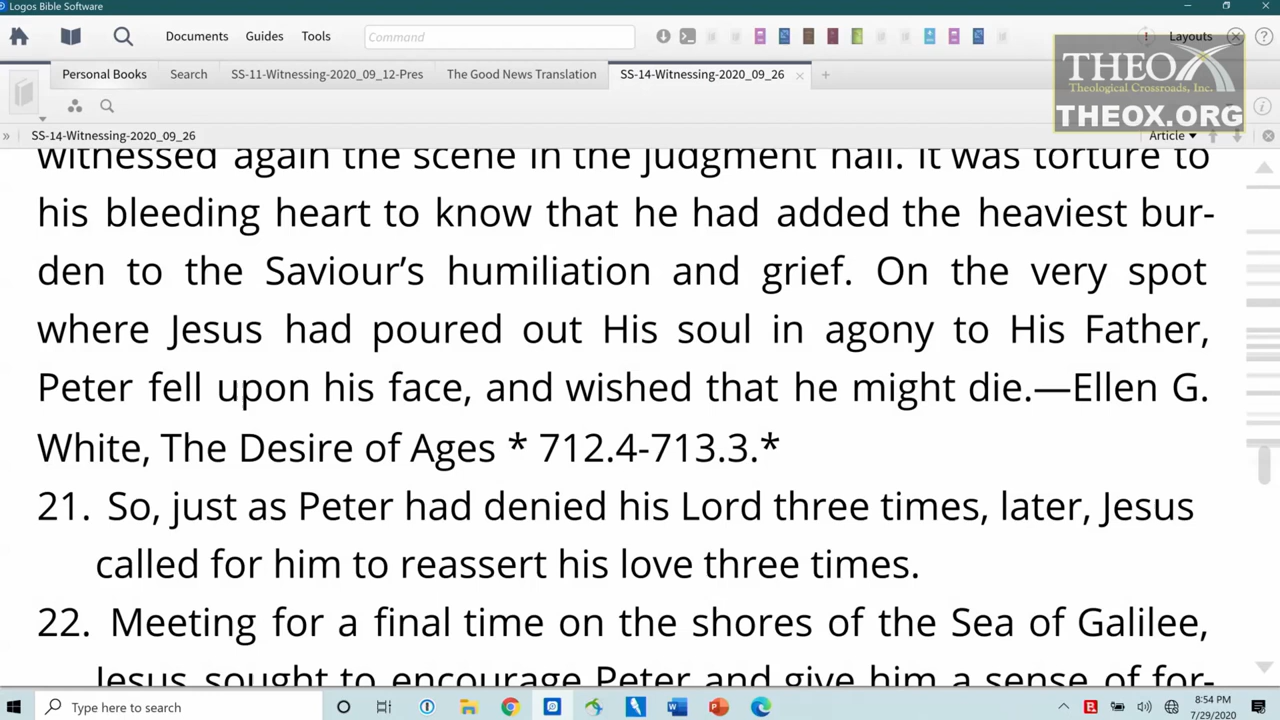 Logos Bible Software
Documents Guides Tools Command Layouts
THEOX
Theological Crossroads, Inc.
THEOX.ORG
Personal Books Search SS-11-Witnessing-2020_09_12-Pres The Good News Translation SS-14-Witnessing-2020_09_26
SS-14-Witnessing-2020_09_26 Article
witnessed again the scene in the judgment hall. It was torture to
his bleeding heart to know that he had added the heaviest bur-
den to the Saviour’s humiliation and grief. On the very spot
where Jesus had poured out His soul in agony to His Father,
Peter fell upon his face, and wished that he might die.—Ellen G.
White, The Desire of Ages * 712.4-713.3.*
21. So, just as Peter had denied his Lord three times, later, Jesus
called for him to reassert his love three times.
22. Meeting for a final time on the shores of the Sea of Galilee,
Jesus sought to encourage Peter and give him a sense of for-
Type here to search
8:54 PM
7/29/2020